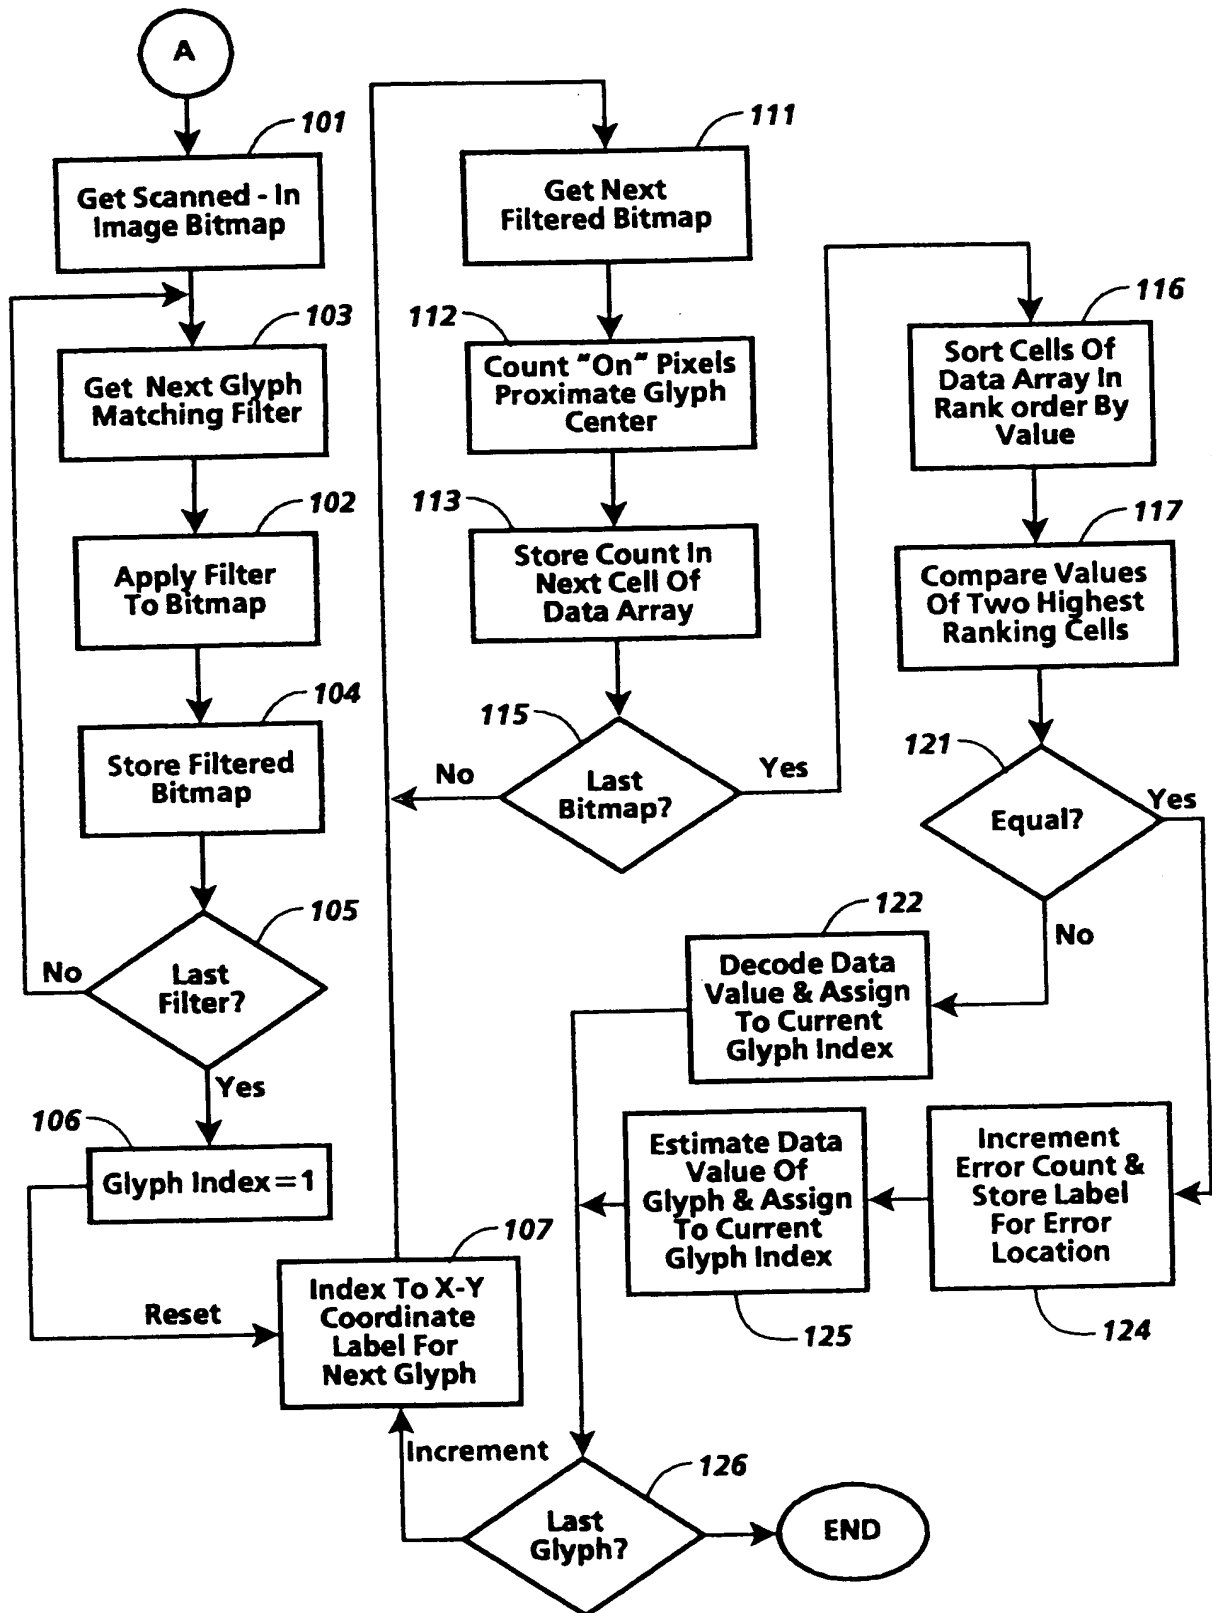 A
101
Get Scanned - In
Image Bitmap
103
Get Next Glyph
Matching Filter
102
Apply Filter
To Bitmap
104
Store Filtered
Bitmap
105
Last
Filter?
No
Yes
106
Glyph Index=1
Reset
107
Index To X-Y
Coordinate
Label For
Next Glyph
Increment
111
Get Next
Filtered Bitmap
112
Count "On" Pixels
Proximate Glyph
Center
113
Store Count In
Next Cell Of
Data Array
115
Last
Bitmap?
No
Yes
116
Sort Cells Of
Data Array In
Rank order By
Value
117
Compare Values
Of Two Highest
Ranking Cells
121
Equal?
Yes
No
122
Decode Data
Value & Assign
To Current
Glyph Index
Increment
Error Count &
Store Label
For Error
Location
124
Estimate Data
Value Of
Glyph & Assign
To Current
Glyph Index
125
126
Last
Glyph?
END